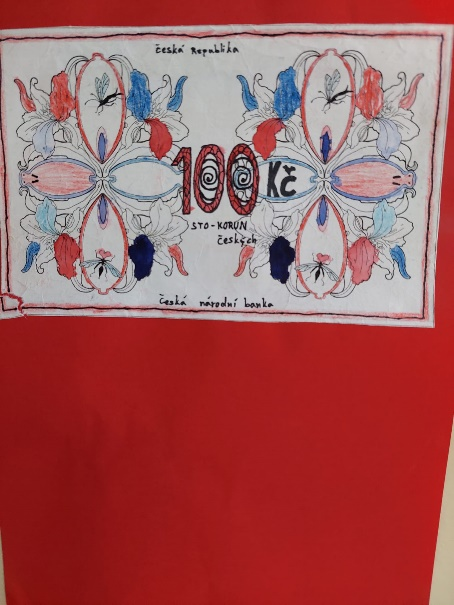 česká Republika
100 Kč
STO-KORUN
českých
Česká národní banka